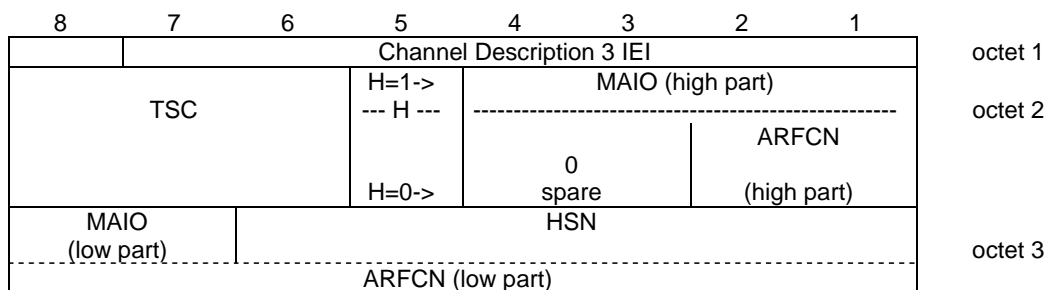 8 7 6 5 4 3 2 1
Channel Description 3 IEI octet 1
H=1-> MAIO (high part)
TSC --- H --- octet 2
ARFCN
0
H=0-> spare (high part)
MAIO HSN
(low part) octet 3
ARFCN (low part)